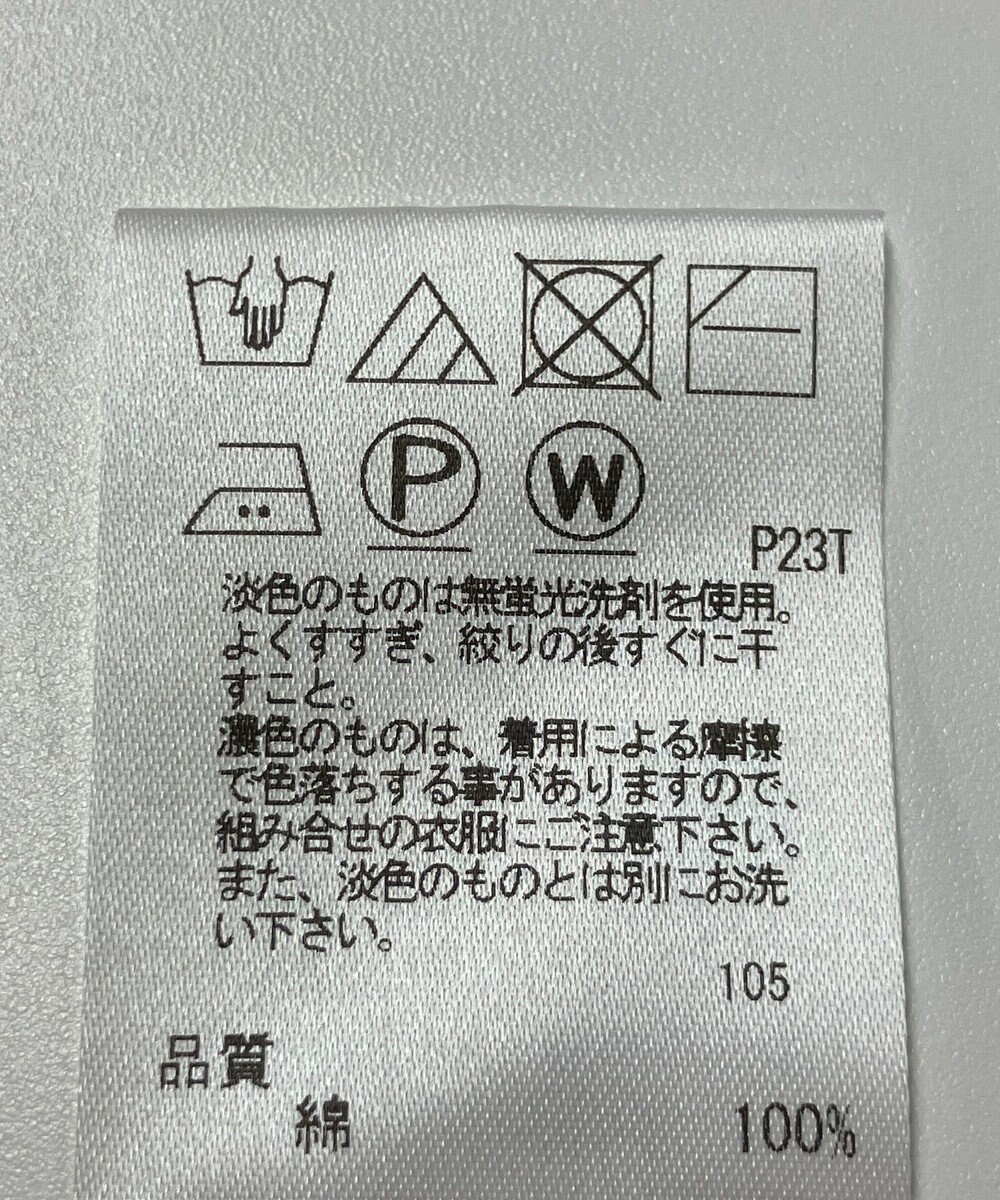 P
W
P23T
淡色のものは無蛍光洗剤を使用。
よくすすぎ、絞りの後すぐに干
すこと。
濃色のものは、着用による摩擦
で色落ちする事がありますので、
組み合せの衣服にご注意下さい。
また、淡色のものとは別にお洗
い下さい。
105
品質
綿 100%